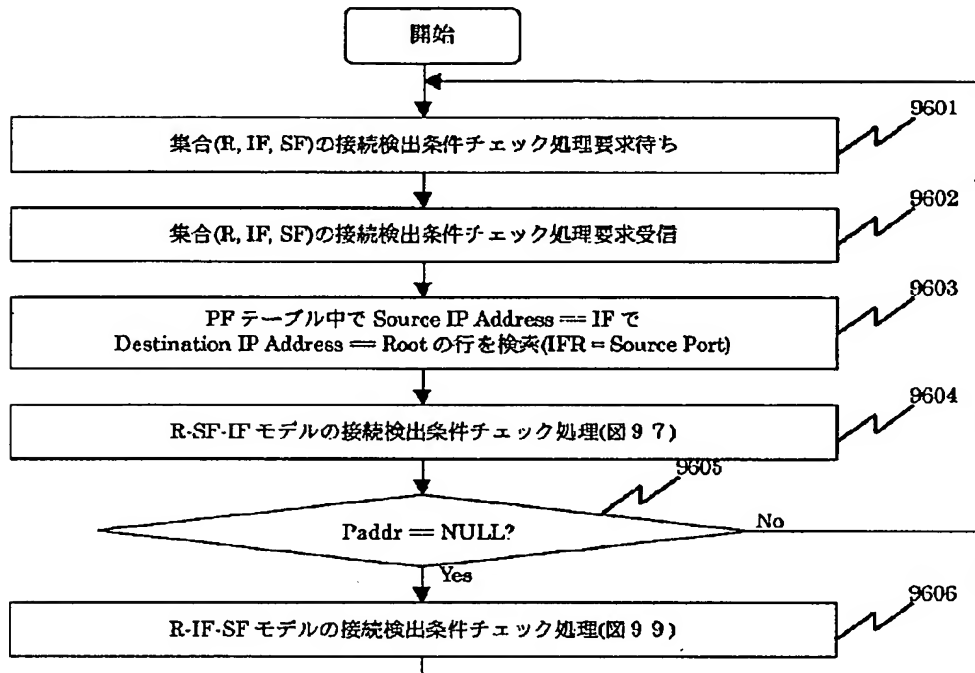 開始
9601
集合(R, IF, SF)の接続検出条件チェック処理要求待ち
9602
集合(R, IF, SF)の接続検出条件チェック処理要求受信
9603
PFテーブル中で Source IP Address == IF で
Destination IP Address == Root の行を検索(IFR = Source Port)
9604
R-SF-IF モデルの接続検出条件チェック処理(図97)
9605
Paddr == NULL?
No
Yes
9606
R-IF-SF モデルの接続検出条件チェック処理(図99)